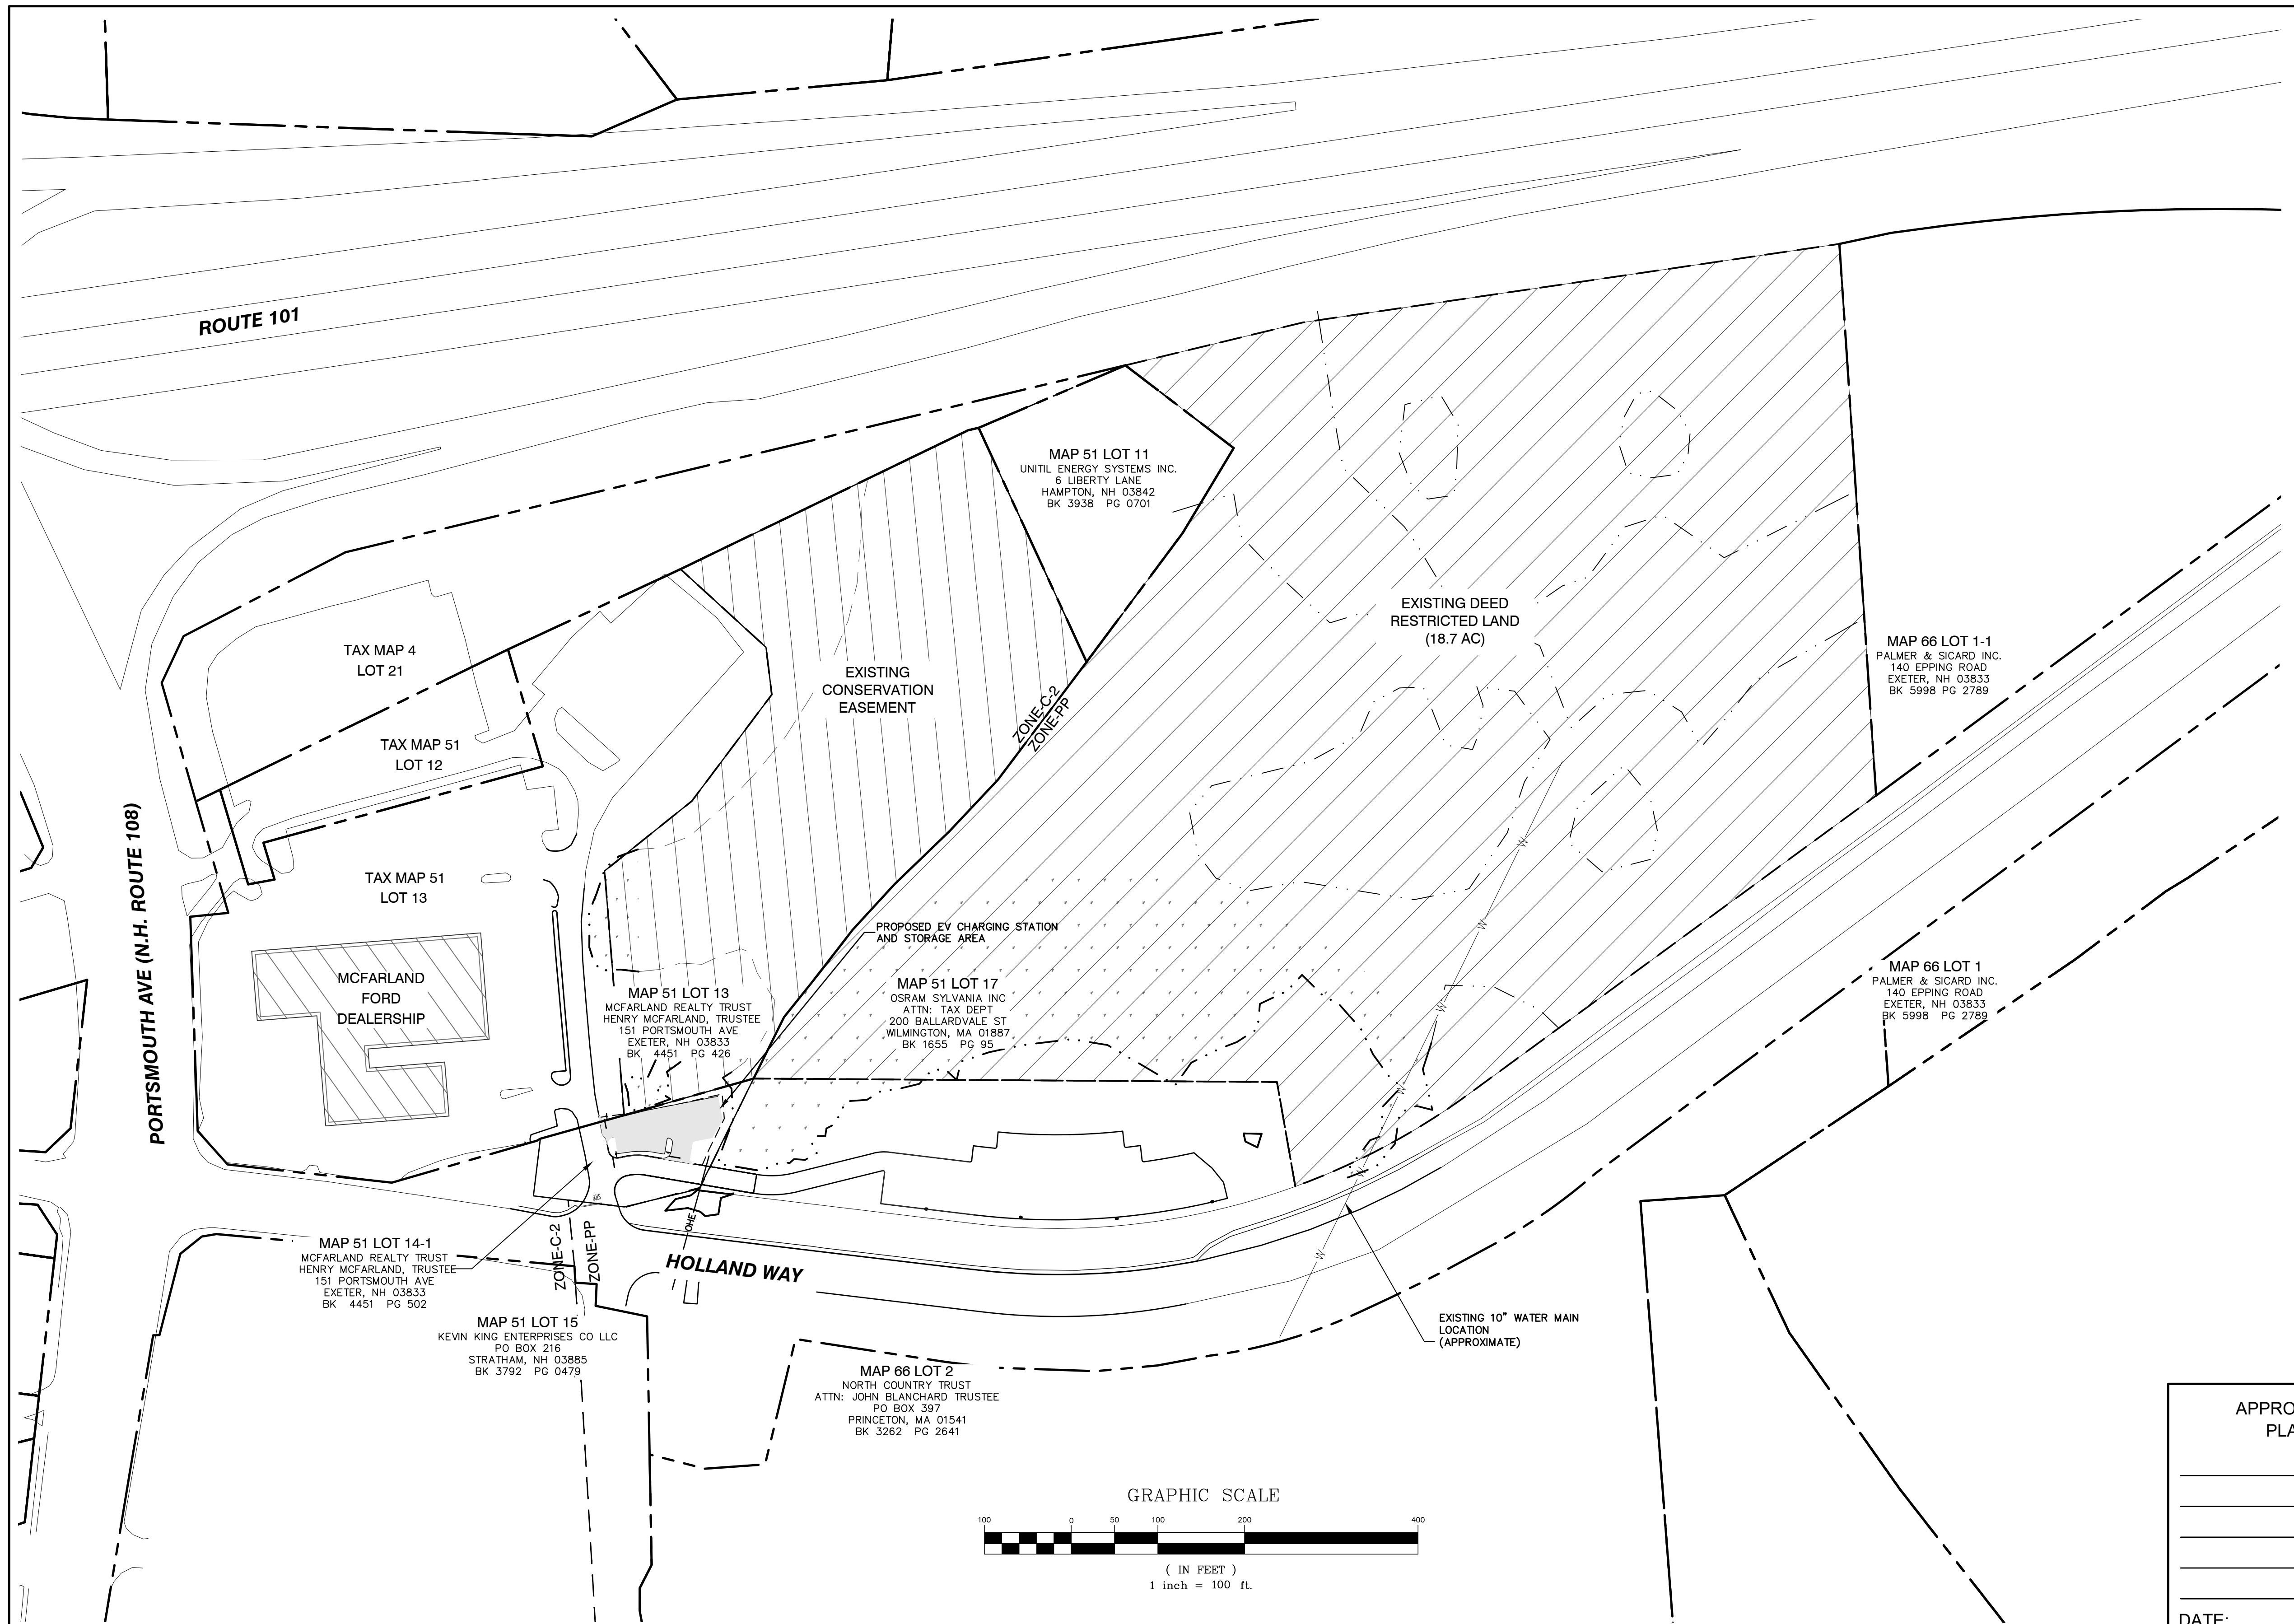 ROUTE 101
MAP 51 LOT 11
UNITIL ENERGY SYSTEMS INC.
6 LIBERTY LANE
HAMPTON, NH 03842
BK 3938 PG 0701
EXISTING DEED
RESTRICTED LAND
(18.7 AC)
MAP 66 LOT 1-1
PALMER & SICARD INC.
140 EPPING ROAD
EXETER, NH 03833
BK 5998 PG 2789
TAX MAP 4
LOT 21
EXISTING
CONSERVATION
EASEMENT
ZONE-C-2
ZONE-PP
TAX MAP 51
LOT 12
PORTSMOUTH AVE (N.H. ROUTE 108)
TAX MAP 51
LOT 13
W
PROPOSED EV CHARGING STATION
AND STORAGE AREA
W
MCFARLAND
FORD
DEALERSHIP
MAP 51 LOT 13
MCFARLAND REALTY TRUST
HENRY MCFARLAND, TRUSTEE
151 PORTSMOUTH AVE
EXETER, NH 03833
BK 4451 PG 426
MAP 51 LOT 17
OSRAM SYLVANIA INC
ATTN: TAX DEPT
200 BALLARDVALE ST
WILMINGTON, MA 01887
BK 1655 PG 95
MAP 66 LOT 1
PALMER & SICARD INC.
140 EPPING ROAD
EXETER, NH 03833
BK 5998 PG 2789
W
W
W
OHE
MAP 51 LOT 14-1
MCFARLAND REALTY TRUST
HENRY MCFARLAND, TRUSTEE
151 PORTSMOUTH AVE
EXETER, NH 03833
BK 4451 PG 502
ZONE-C-2
ZONE-PP
HOLLAND WAY
W
MAP 51 LOT 15
KEVIN KING ENTERPRISES CO LLC
PO BOX 216
STRATHAM, NH 03885
BK 3792 PG 0479
EXISTING 10" WATER MAIN
LOCATION
(APPROXIMATE)
MAP 66 LOT 2
NORTH COUNTRY TRUST
ATTN: JOHN BLANCHARD TRUSTEE
PO BOX 397
PRINCETON, MA 01541
BK 3262 PG 2641
GRAPHIC SCALE
100 0 50 100 200 400
( IN FEET )
1 inch = 100 ft.
APPRO
PLA
DATE: